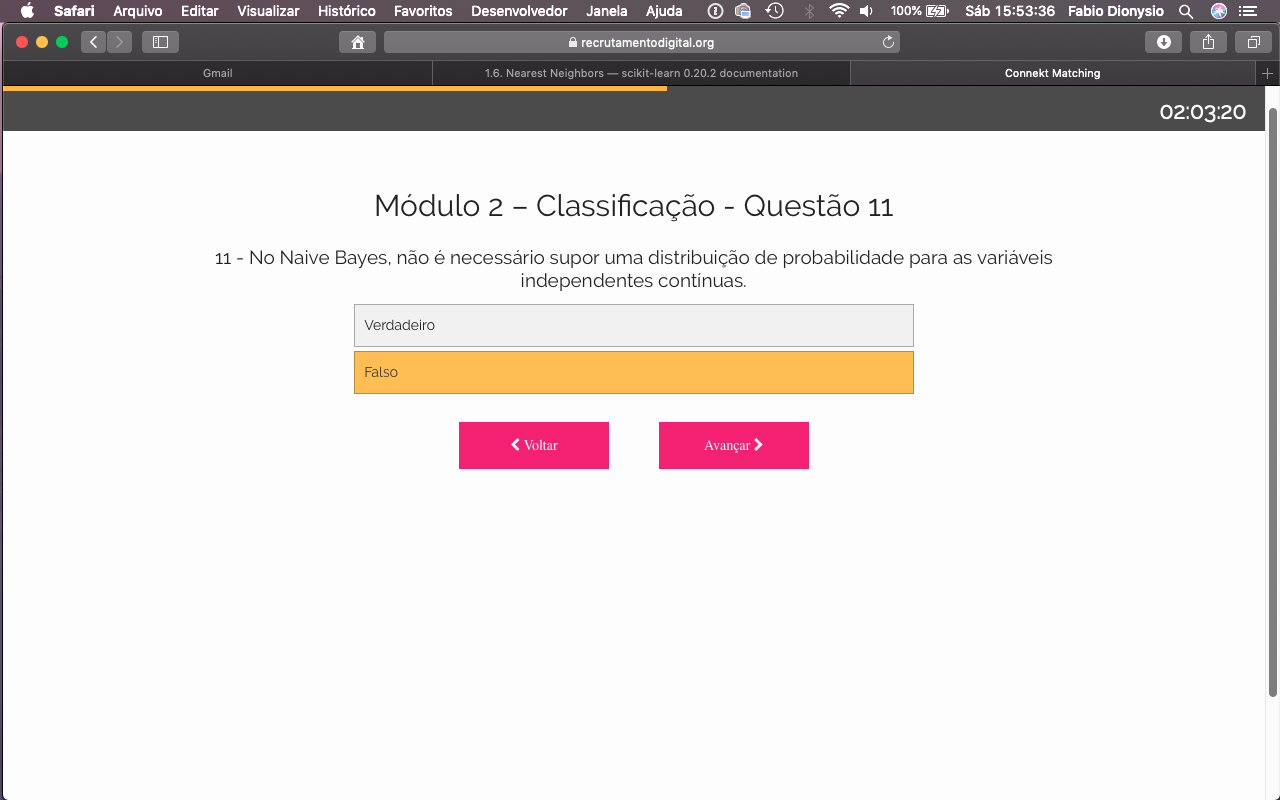 Safari Arquivo Editar Visualizar Histórico Favoritos Desenvolvedor Janela Ajuda 100% Sáb 15:53:36 Fabio Dionysio
recrutamentodigital.org
Gmail 1.6. Nearest Neighbors — scikit-learn 0.20.2 documentation Connekt Matching
02:03:20
Módulo 2 – Classificação - Questão 11
11 - No Naive Bayes, não é necessário supor uma distribuição de probabilidade para as variáveis
independentes contínuas.
Verdadeiro
Falso
Voltar Avançar